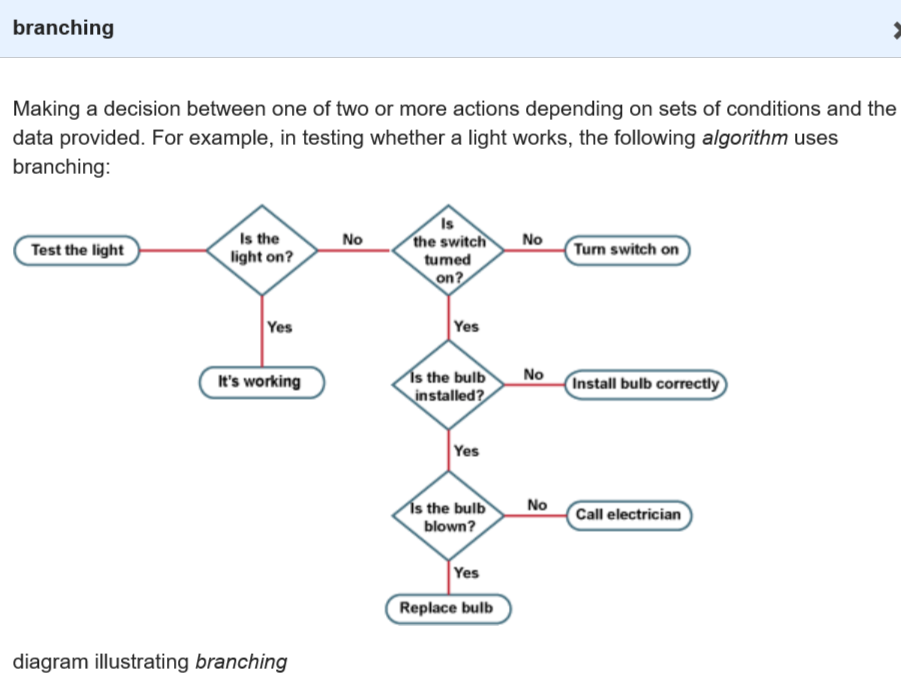 branching
Making a decision between one of two or more actions depending on sets of conditions and the
data provided. For example, in testing whether a light works, the following algorithm uses
branching:
Test the light
Is the
light on?
No
Is
the switch
turned
on?
No
Turn switch on
Yes
Yes
It's working
Is the bulb
installed?
No
Install bulb correctly
Yes
Is the bulb
blown?
No
Call electrician
Yes
Replace bulb
diagram illustrating branching